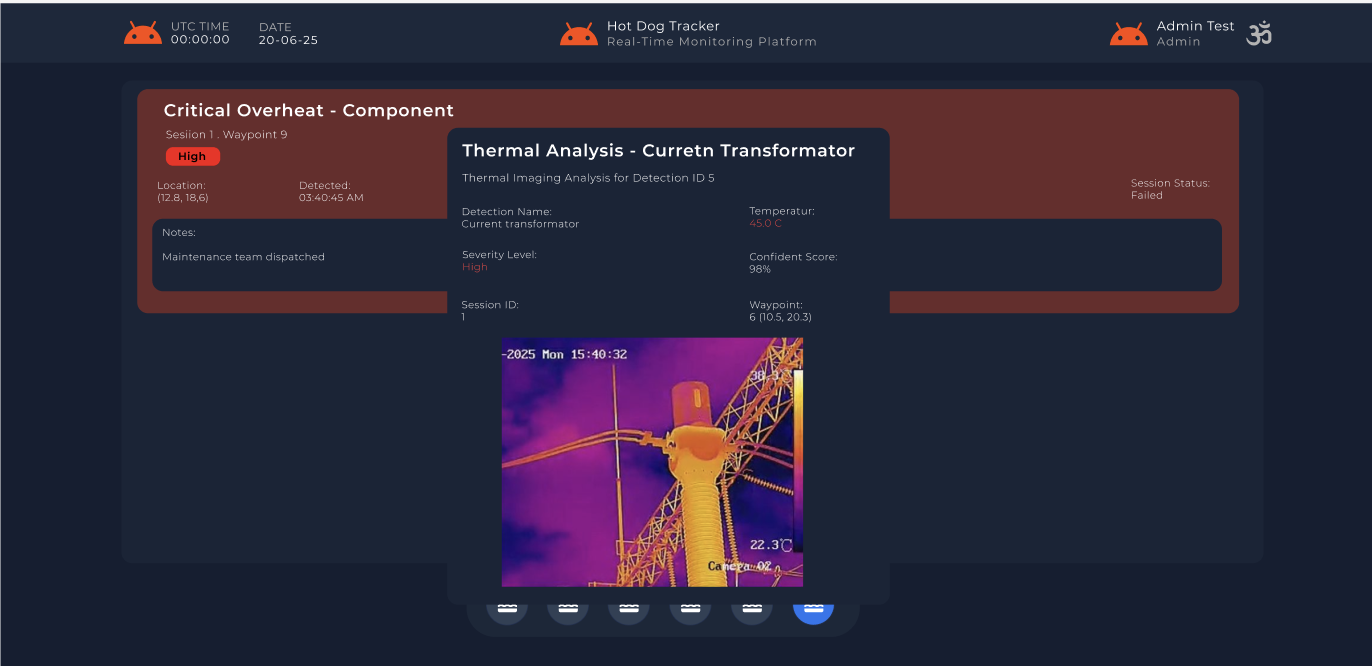 UTC TIME
00:00:00
DATE
20-06-25
Hot Dog Tracker
Real-Time Monitoring Platform
Admin Test
Admin
ॐ
Critical Overheat - Component
Sesiion 1 . Waypoint 9
High
Location:
(12.8, 18,6)
Detected:
03:40:45 AM
Session Status:
Failed
Notes:
Maintenance team dispatched
Thermal Analysis - Curretn Transformator
Thermal Imaging Analysis for Detection ID 5
Detection Name:
Current transformator
Temperatur:
45.0 C
Severity Level:
High
Confident Score:
98%
Session ID:
1
Waypoint:
6 (10.5, 20.3)
-2025 Mon 15:40:32
22.3℃
Camera 02